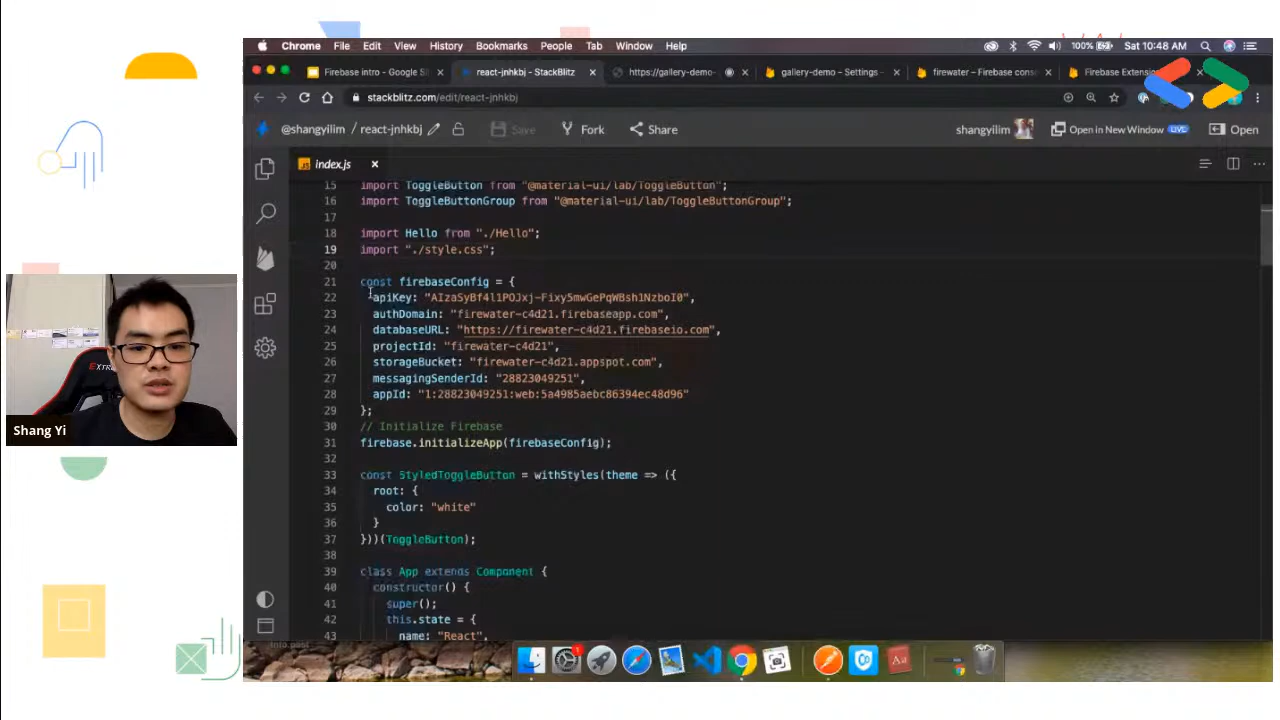 Chrome File Edit View History Bookmarks People Tab Window Help 100% Sat 10:48 AM
Firebase intro - Google Sl react-jnhkbj - StackBlitz https://gallery-demo- gallery-demo - Settings - firewater – Firebase cons Firebase Extensi
stackblitz.com/edit/react-jnhkbj
@shangyilim / react-jnhkbj Save Fork Share shangyilim Open in New Window LIVE Open
index.js
15 import ToggleButton from "@material-ui/lab/ToggleButton";
16 import ToggleButtonGroup from "@material-ui/lab/ToggleButtonGroup";
17
18 import Hello from "./Hello";
19 import "./style.css";
20
21 const firebaseConfig = {
22 apiKey: "AIzaSyBf4l1POJxj-Fixy5mwGePqWBsh1NzboI0",
23 authDomain: "firewater-c4d21.firebaseapp.com",
24 databaseURL: "https://firewater-c4d21.firebaseio.com",
25 projectId: "firewater-c4d21",
26 storageBucket: "firewater-c4d21.appspot.com",
27 messagingSenderId: "28823049251",
28 appId: "1:28823049251:web:5a4985aebc86394ec48d96"
29 };
30 // Initialize Firebase
31 firebase.initializeApp(firebaseConfig);
32
33 const StyledToggleButton = withStyles(theme => ({
34 root: {
35 color: "white"
36 }
37 }))(ToggleButton);
38
39 class App extends Component {
40 constructor() {
41 super();
42 this.state = {
43 name: "React",
EXTRE
Shang Yi